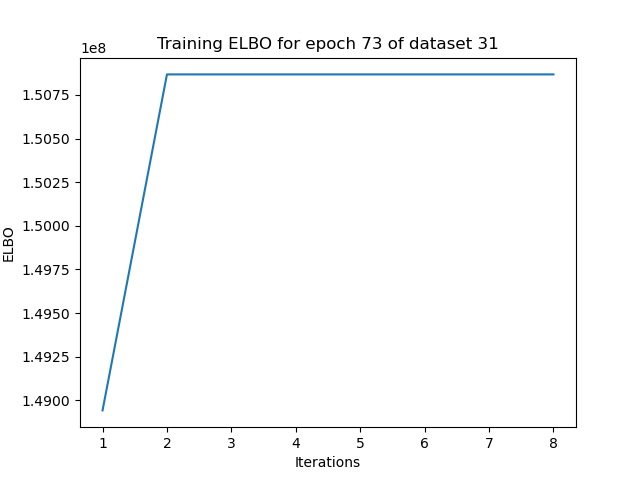 Training ELBO for epoch 73 of dataset 31
1e8
1.5075
1.5050
1.5025
1.5000
1.4975
1.4950
1.4925
1.4900
ELBO
1 2 3 4 5 6 7 8
Iterations